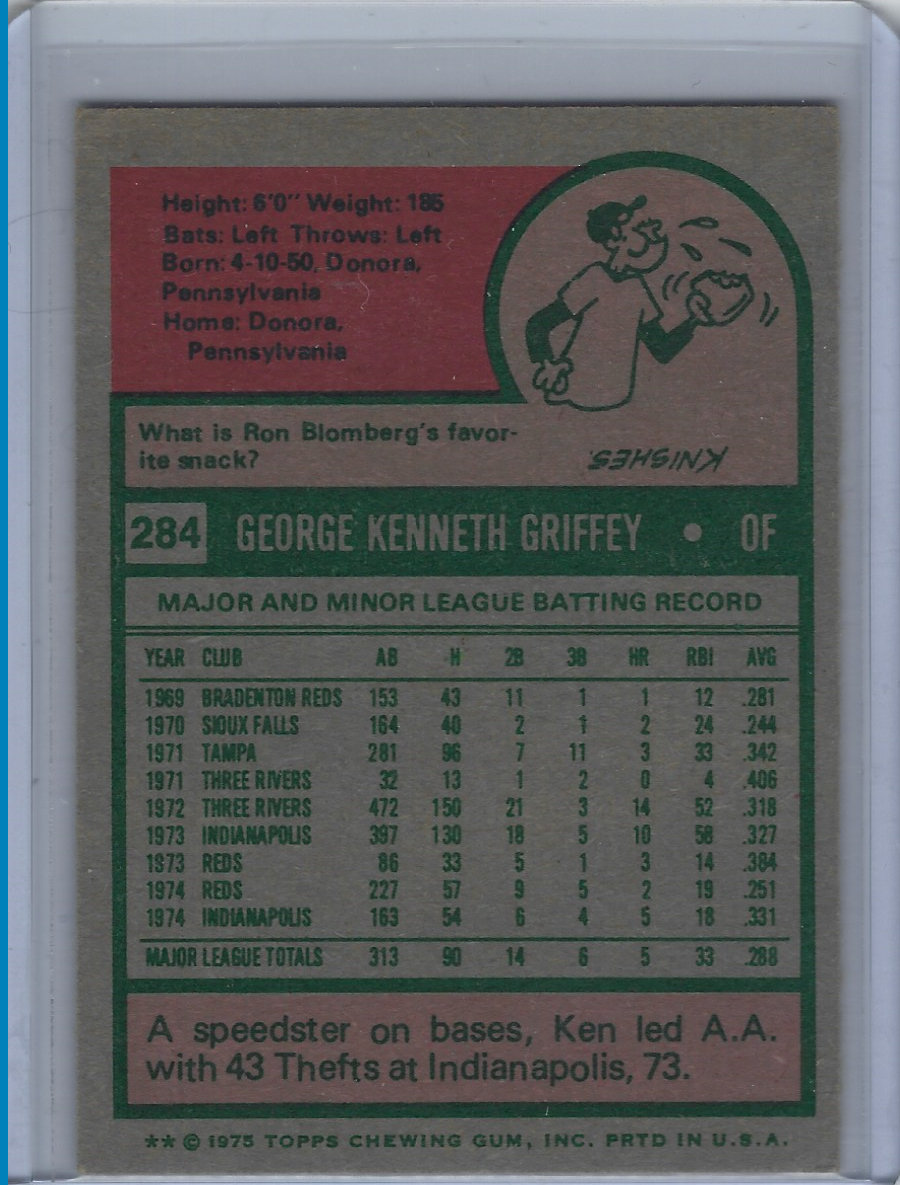 Height: 6'0" Weight: 185
Bats: Left Throws: Left
Born: 4-10-50, Donora,
Pennsylvania
Home: Donora,
Pennsylvania
What is Ron Blomberg's favor-
ite snack?
KNISHES.
284 GEORGE KENNETH GRIFFEY • OF
MAJOR AND MINOR LEAGUE BATTING RECORD
YEAR CLUB AB H 2B 3B HR RBI AVG
1969 BRADENTON REDS 153 43 11 1 1 12 .281
1970 SIOUX FALLS 164 40 2 1 2 24 .244
1971 TAMPA 281 96 7 11 3 33 .342
1971 THREE RIVERS 32 13 1 2 0 4 .406
1972 THREE RIVERS 472 150 21 3 14 52 .318
1973 INDIANAPOLIS 397 130 18 5 10 58 .327
1973 REDS 86 33 5 1 3 14 .384
1974 REDS 227 57 9 5 2 19 .251
1974 INDIANAPOLIS 163 54 6 4 5 18 .331
MAJOR LEAGUE TOTALS 313 90 14 6 5 33 .288
A speedster on bases, Ken led A.A.
with 43 Thefts at Indianapolis, 73.
** © 1975 TOPPS CHEWING GUM, INC. PRTD IN U.S.A.